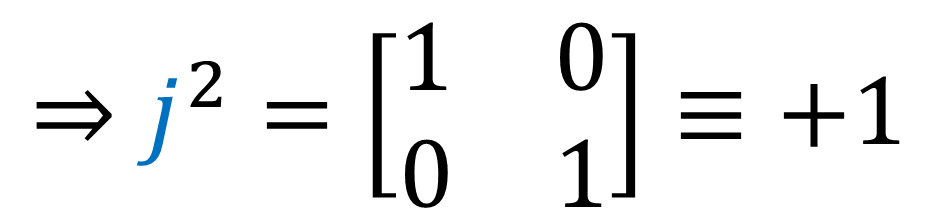 ⇒ j² = [1 0
0 1] ≡ +1